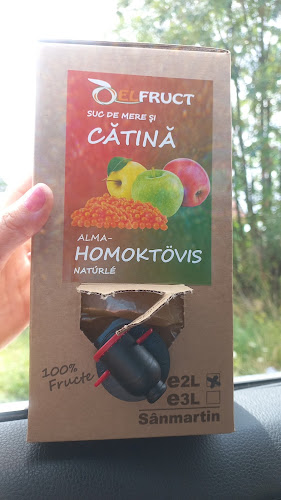 ELFRUCT
SUC DE MERE ȘI
CĂTINĂ
ALMA-
HOMOKTÖVIS
NATÚRLÉ
100%
Fructe
e2L
e3L
Sânmartin